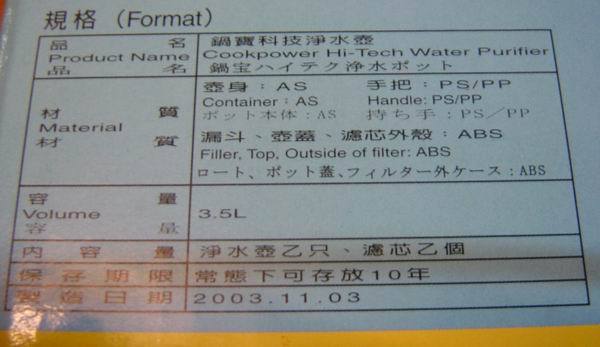 規格（Format）
品名 鍋寶科技淨水壺
Product Name Cookpower Hi-Tech Water Purifier
品名 鍋宝ハイテク浄水ポット
材質 壺身：AS 手把：PS/PP
Material Container：AS Handle: PS/PP
材質 ポット本体：AS 持ち手：PS／PP
漏斗、壺蓋、濾芯外殼：ABS
Filler, Top, Outside of filter: ABS
ロート、ポット蓋、フィルター外ケース：ABS
容量
Volume 3.5L
容量
內容量 淨水壺乙只、濾芯乙個
保存期限 常態下可存放10年
製造日期 2003.11.03